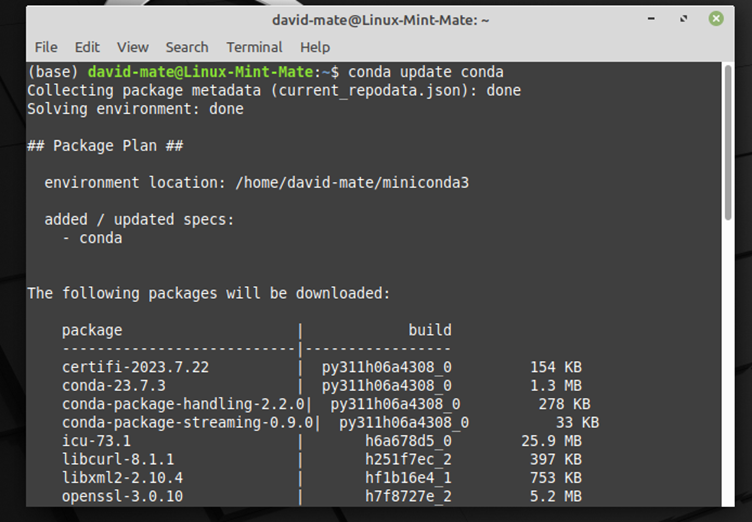 david-mate@Linux-Mint-Mate: ~
File Edit View Search Terminal Help
(base) david-mate@Linux-Mint-Mate:~$ conda update conda
Collecting package metadata (current_repodata.json): done
Solving environment: done
## Package Plan ##
environment location: /home/david-mate/miniconda3
added / updated specs:
- conda
The following packages will be downloaded:
package | build
---------------------------|-----------------
certifi-2023.7.22 | py311h06a4308_0 154 KB
conda-23.7.3 | py311h06a4308_0 1.3 MB
conda-package-handling-2.2.0| py311h06a4308_0 278 KB
conda-package-streaming-0.9.0| py311h06a4308_0 33 KB
icu-73.1 | h6a678d5_0 25.9 MB
libcurl-8.1.1 | h251f7ec_2 397 KB
libxml2-2.10.4 | hf1b16e4_1 753 KB
openssl-3.0.10 | h7f8727e_2 5.2 MB